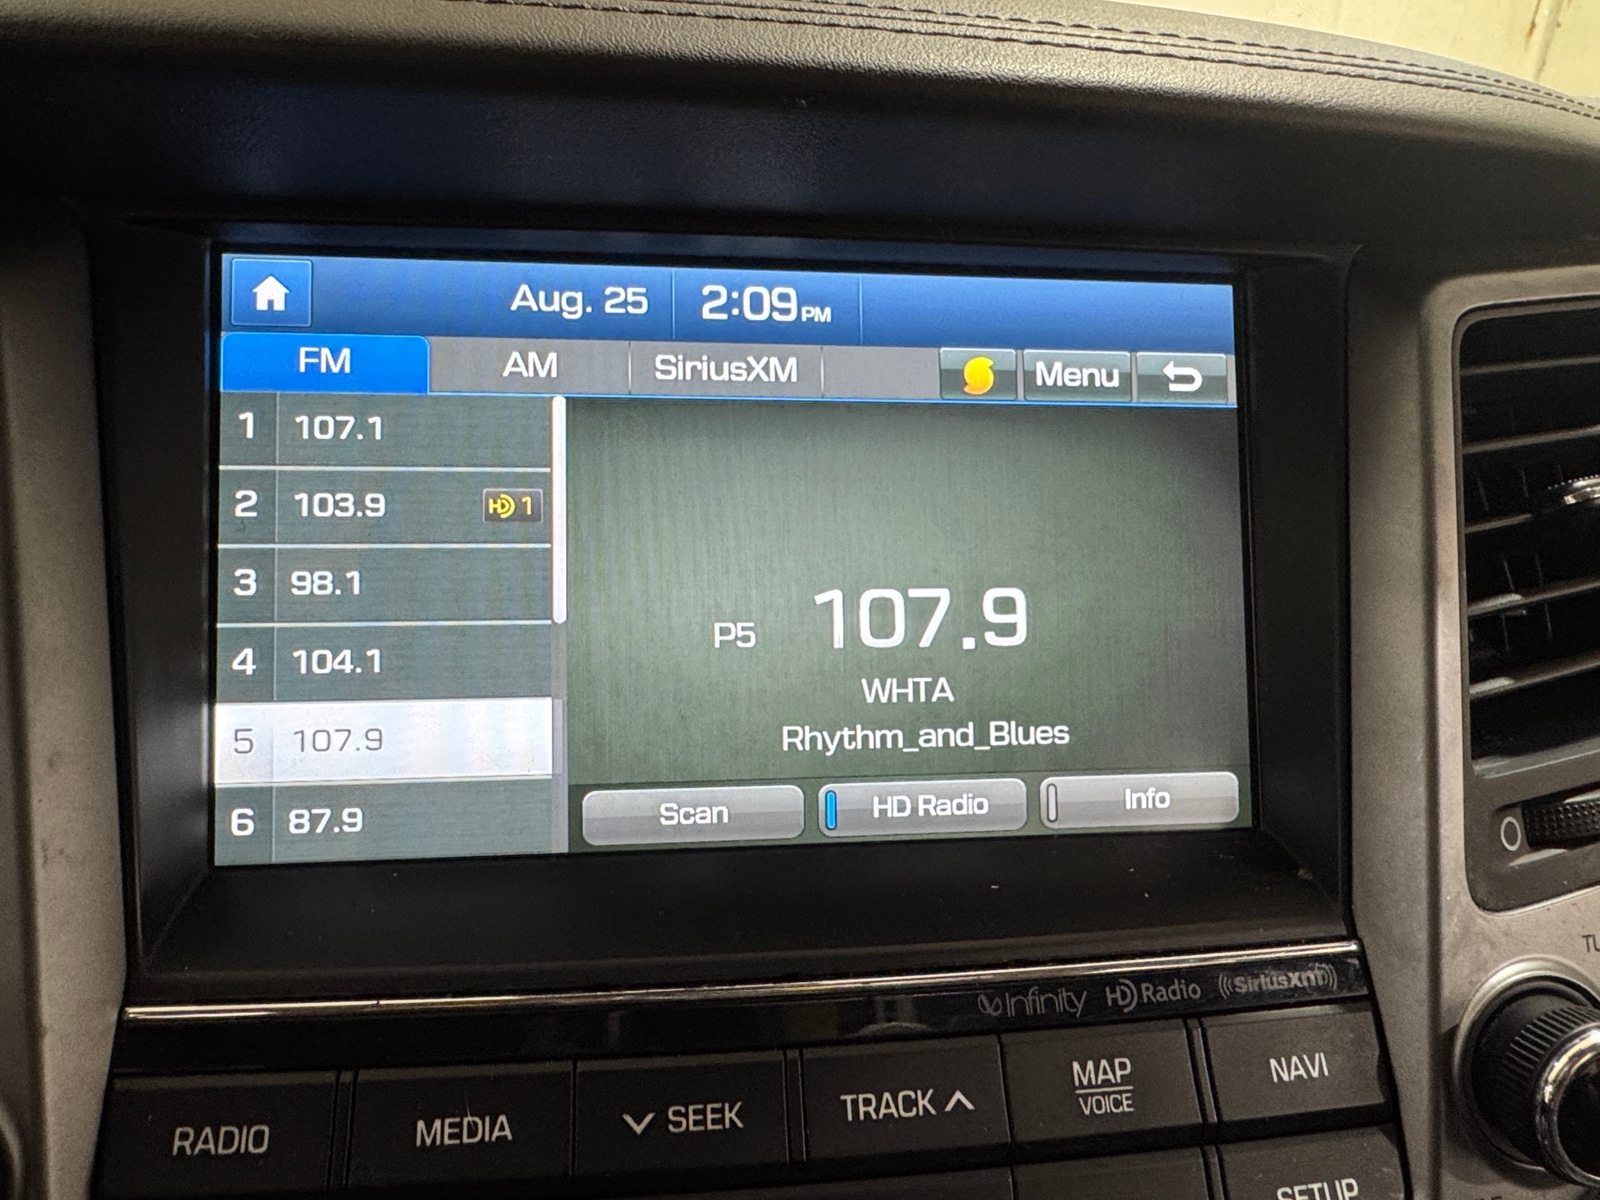 Aug. 25 2:09 PM
FM AM SiriusXM Menu
1 107.1
2 103.9 HD 1
3 98.1
4 104.1
5 107.9
6 87.9
P5 107.9
WHTA
Rhythm_and_Blues
Scan HD Radio Info
Infinity HD Radio SiriusXM
RADIO MEDIA SEEK TRACK MAP NAVI
VOICE
SETUP